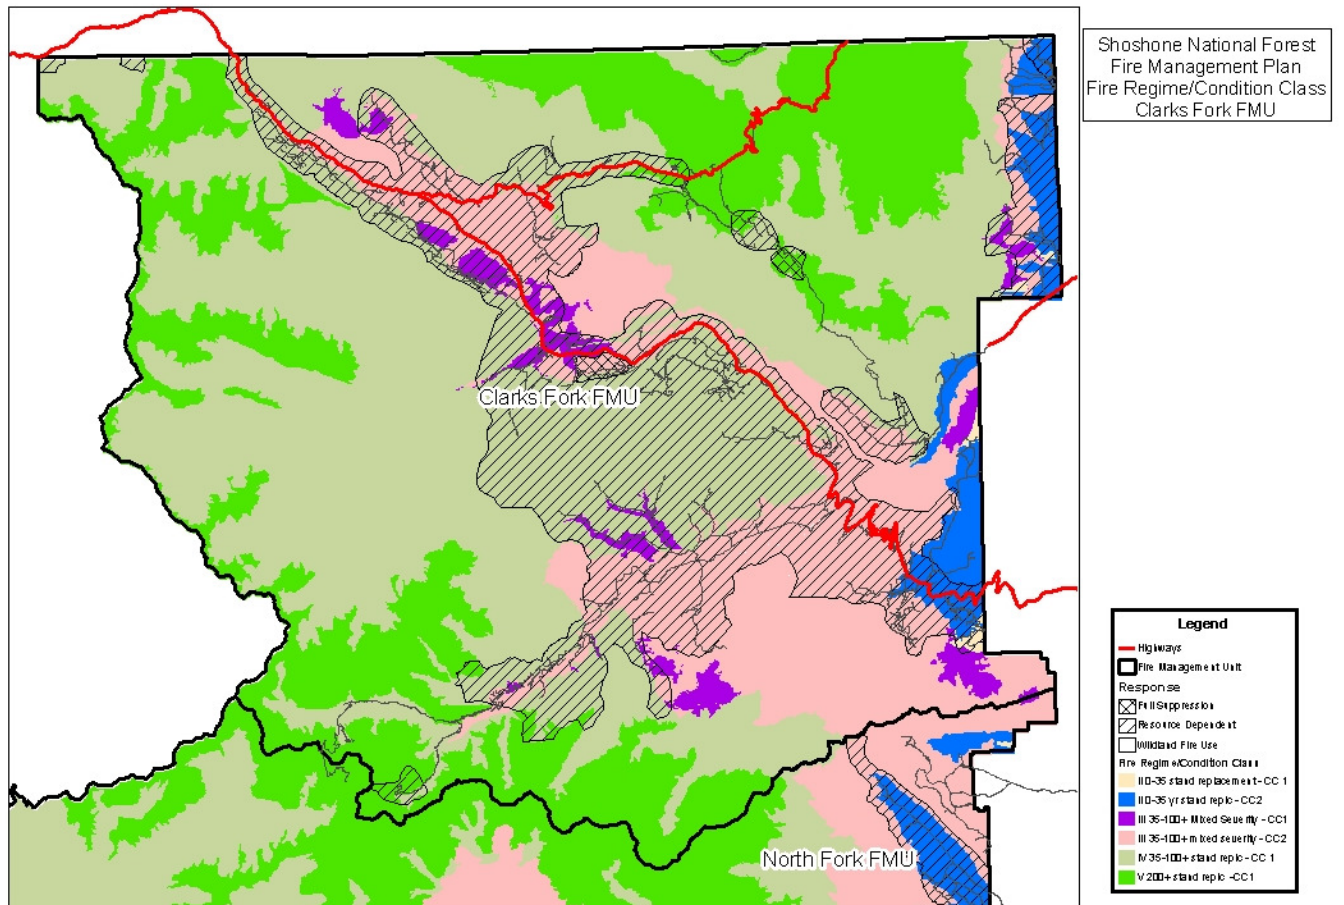 Shoshone National Forest
Fire Management Plan
Fire Regime/Condition Class
Clarks Fork FMU
Clarks Fork FMU
North Fork FMU
Legend
Highways
Fire Management Unit
Response
Full Suppression
Resource Dependent
Wildland Fire Use
Fire Regime/Condition Class
II 0-35 stand replacement - CC 1
II 0-35 yr stand replc - CC2
III 35-100+ Mixed Severity - CC1
III 35-100+ mixed severity - CC2
IV 35-100+ stand replc - CC 1
V 200+ stand replc - CC1